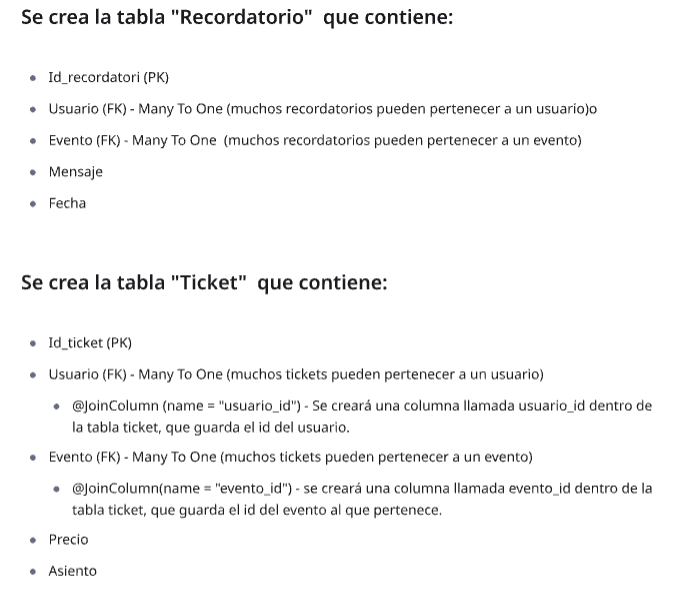 Se crea la tabla "Recordatorio"  que contiene:
Id_recordatori (PK)
Usuario (FK) - Many To One (muchos recordatorios pueden pertenecer a un usuario)o
Evento (FK) - Many To One  (muchos recordatorios pueden pertenecer a un evento)
Mensaje
Fecha
Se crea la tabla "Ticket"  que contiene:
Id_ticket (PK)
Usuario (FK) - Many To One (muchos tickets pueden pertenecer a un usuario)
@JoinColumn (name = "usuario_id") - Se creará una columna llamada usuario_id dentro de
la tabla ticket, que guarda el id del usuario.
Evento (FK) - Many To One (muchos tickets pueden pertenecer a un evento)
@JoinColumn(name = "evento_id") - se creará una columna llamada evento_id dentro de la
tabla ticket, que guarda el id del evento al que pertenece.
Precio
Asiento